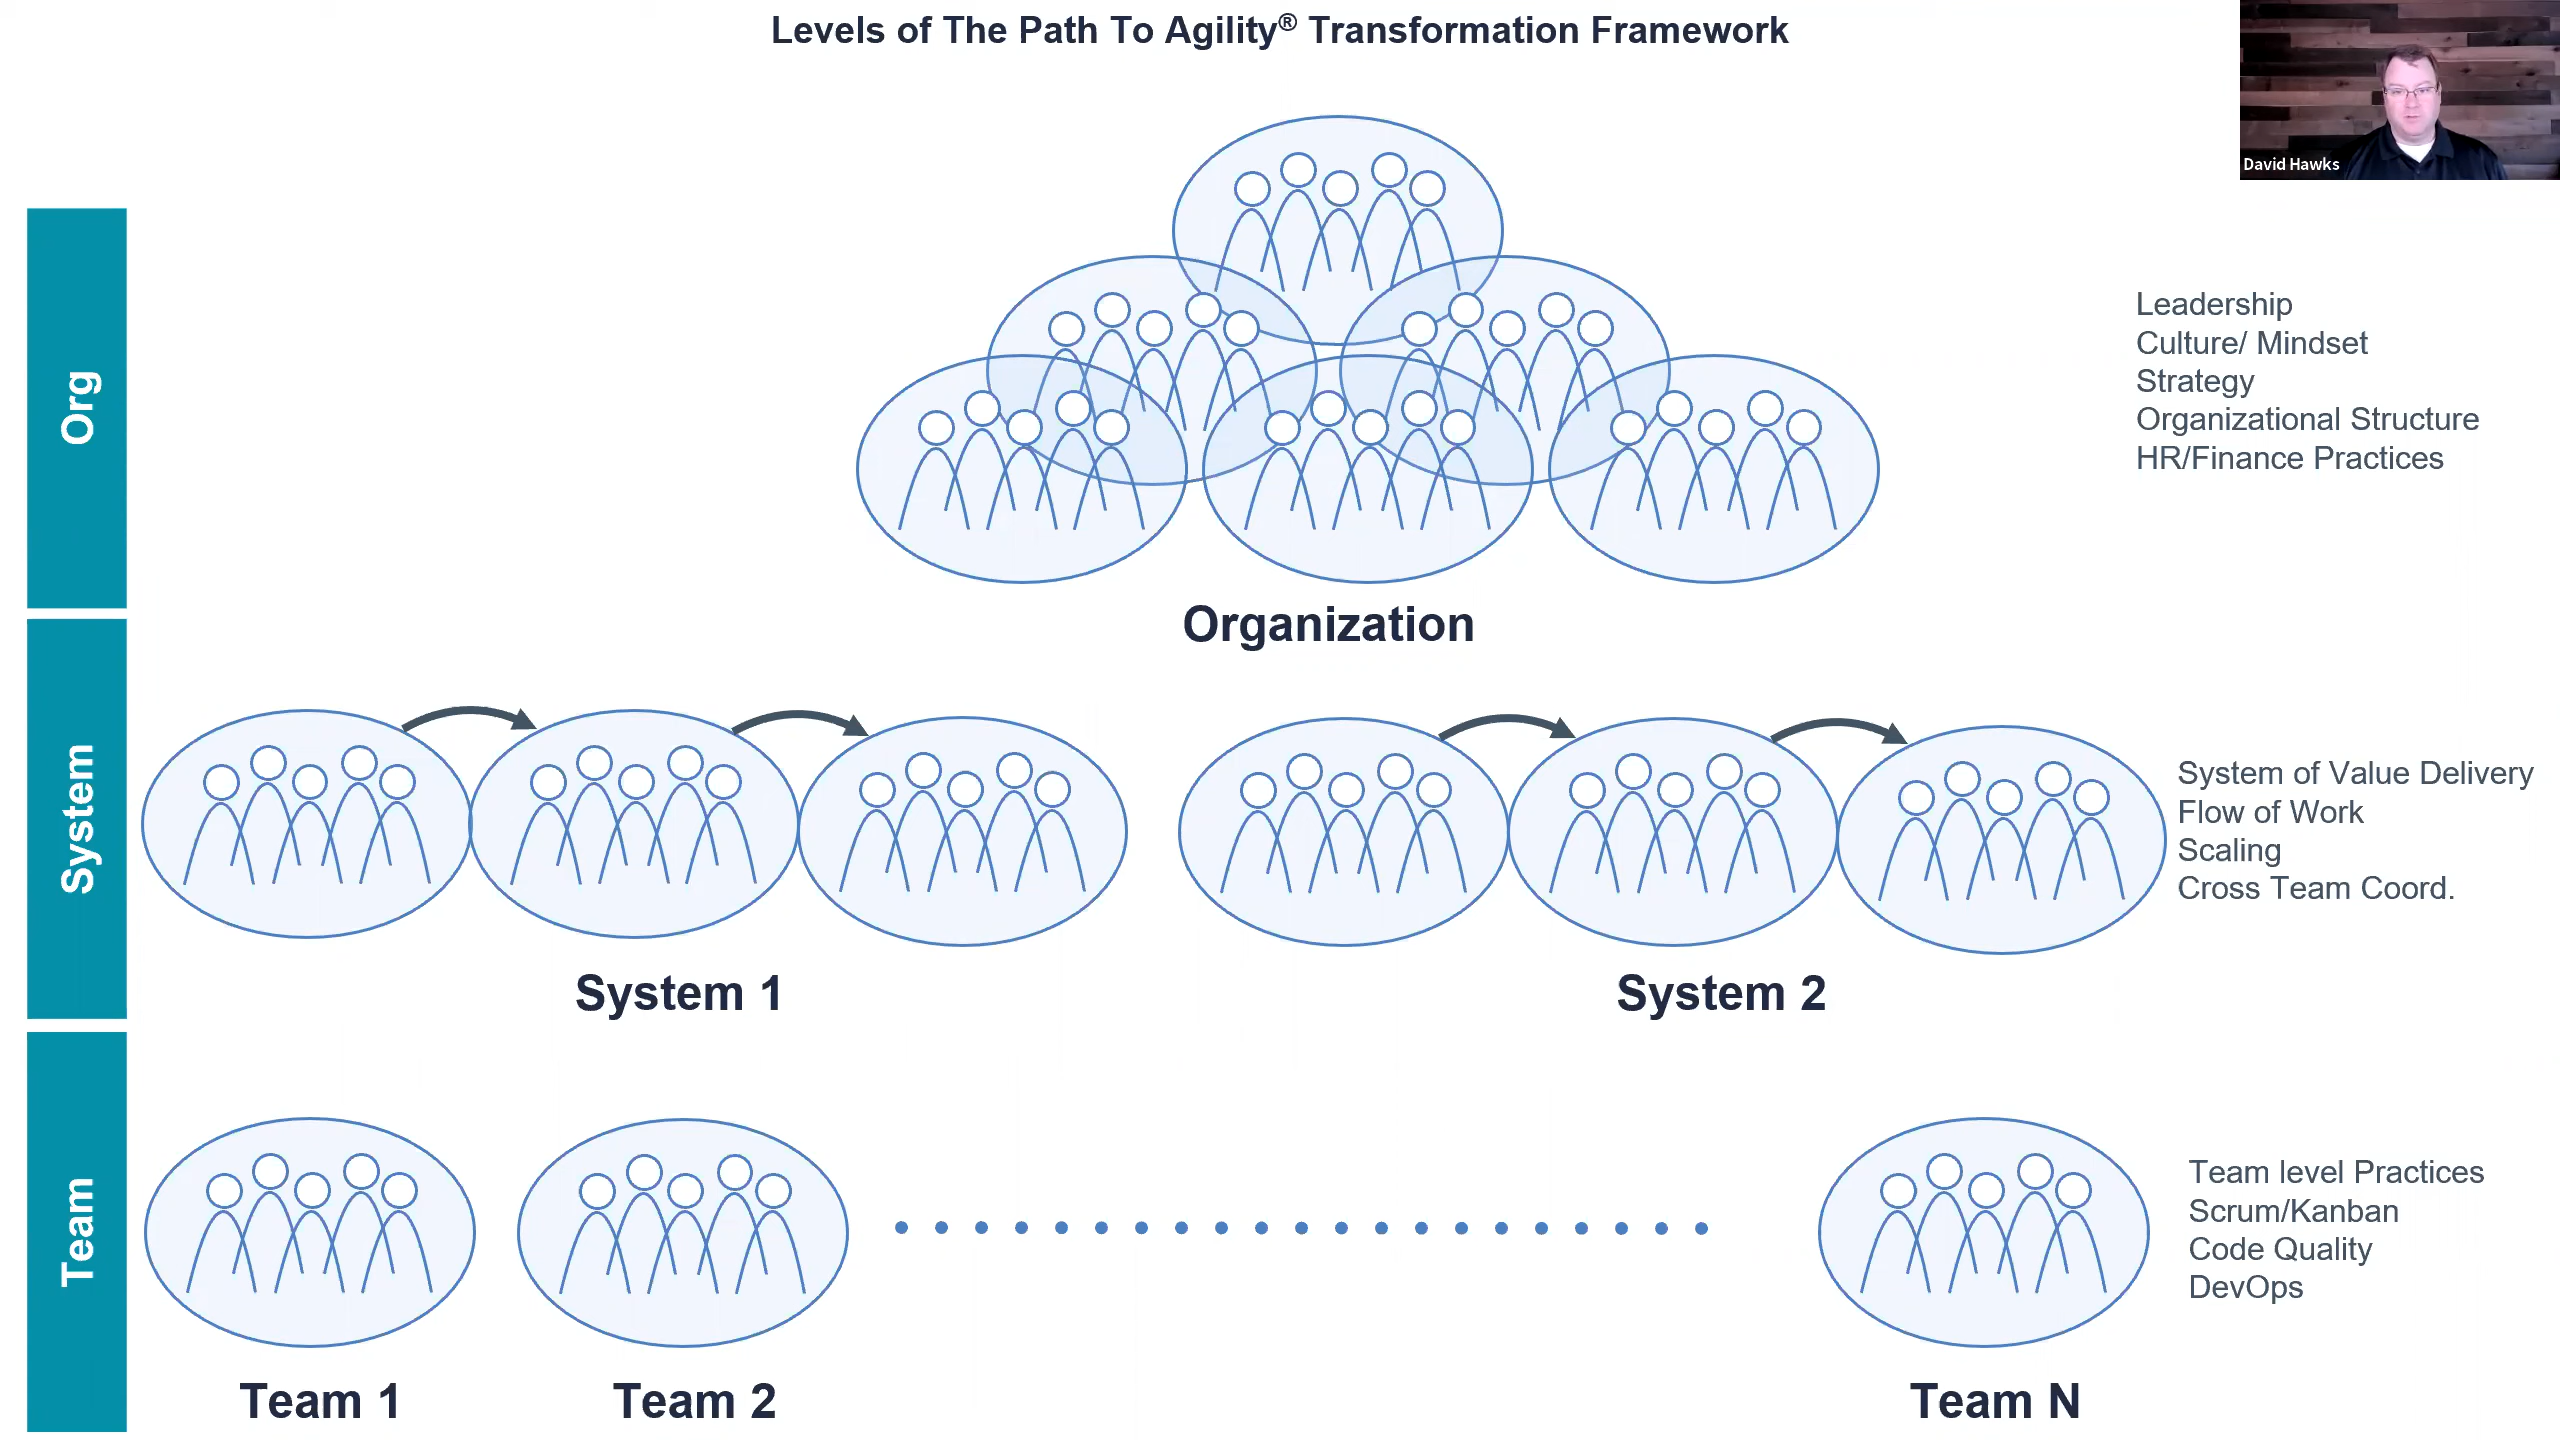 Levels of The Path To Agility® Transformation Framework
David Hawks
Org
Leadership
Culture/ Mindset
Strategy
Organizational Structure
HR/Finance Practices
Organization
System
System of Value Delivery
Flow of Work
Scaling
Cross Team Coord.
System 1
System 2
Team
Team level Practices
Scrum/Kanban
Code Quality
DevOps
Team 1
Team 2
Team N